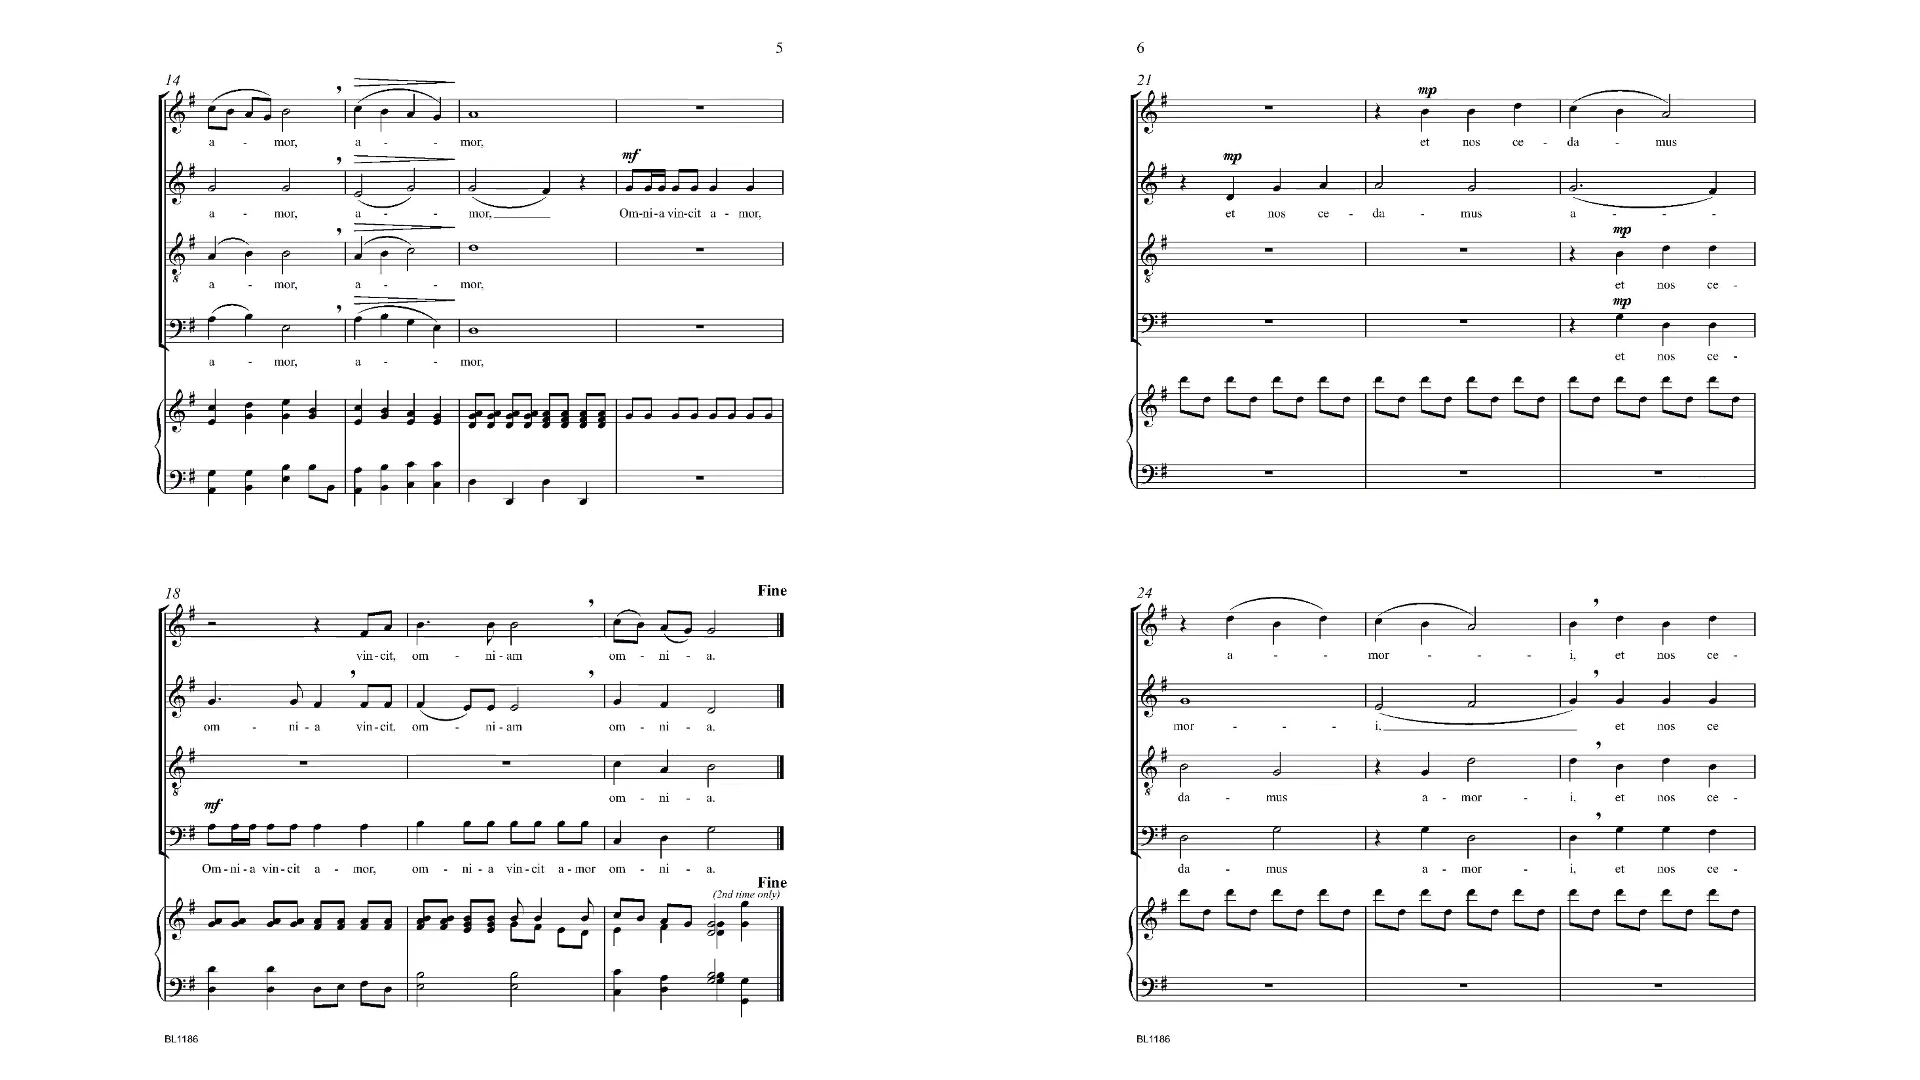 5
14
a - mor, a - - mor,
mf
a - mor, a - - mor, Om-ni-a vin-cit a - mor,
a - mor, a - - mor,
a - mor, a - - mor,
18
Fine
vin-cit, om - ni-am om - ni - a.
om - ni - a vin-cit. om - ni-am om - ni - a.
om - ni - a.
mf
Om-ni-a vin-cit a - mor, om - ni-a vin-cit a-mor om - ni - a.
Fine
(2nd time only)
BL1186
6
21
mp
et nos ce - da - mus
mp
et nos ce - da - mus a - - -
mp
et nos ce -
mp
et nos ce -
24
a - - mor - - i, et nos ce -
mor - - i, et nos ce
da - mus a - mor - i, et nos ce -
da - mus a - mor - i, et nos ce -
BL1186